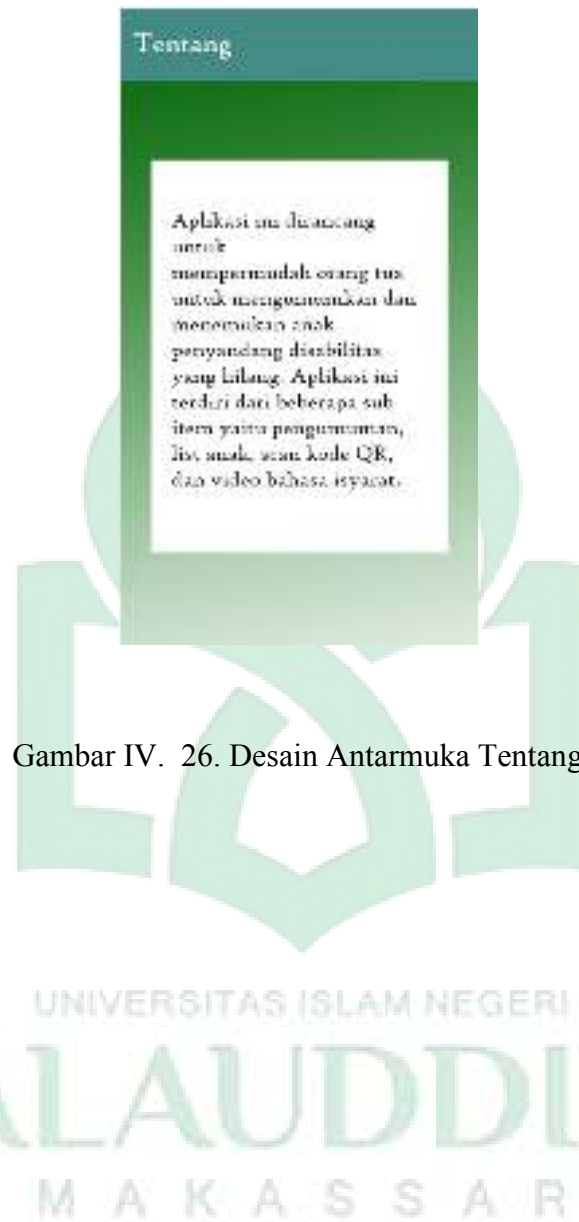 Tentang
Aplikasi ini dirancang
untuk
mempermudah orang tua
untuk mengumumkan dan
menemukan anak
penyandang disabilitas
yang hilang. Aplikasi ini
terdiri dari beberapa sub
item yaitu pengumuman,
list anak, scan kode QR,
dan video bahasa isyarat.
Gambar IV. 26. Desain Antarmuka Tentang
UNIVERSITAS ISLAM NEGERI
ALAUDDI
MAKASSAR